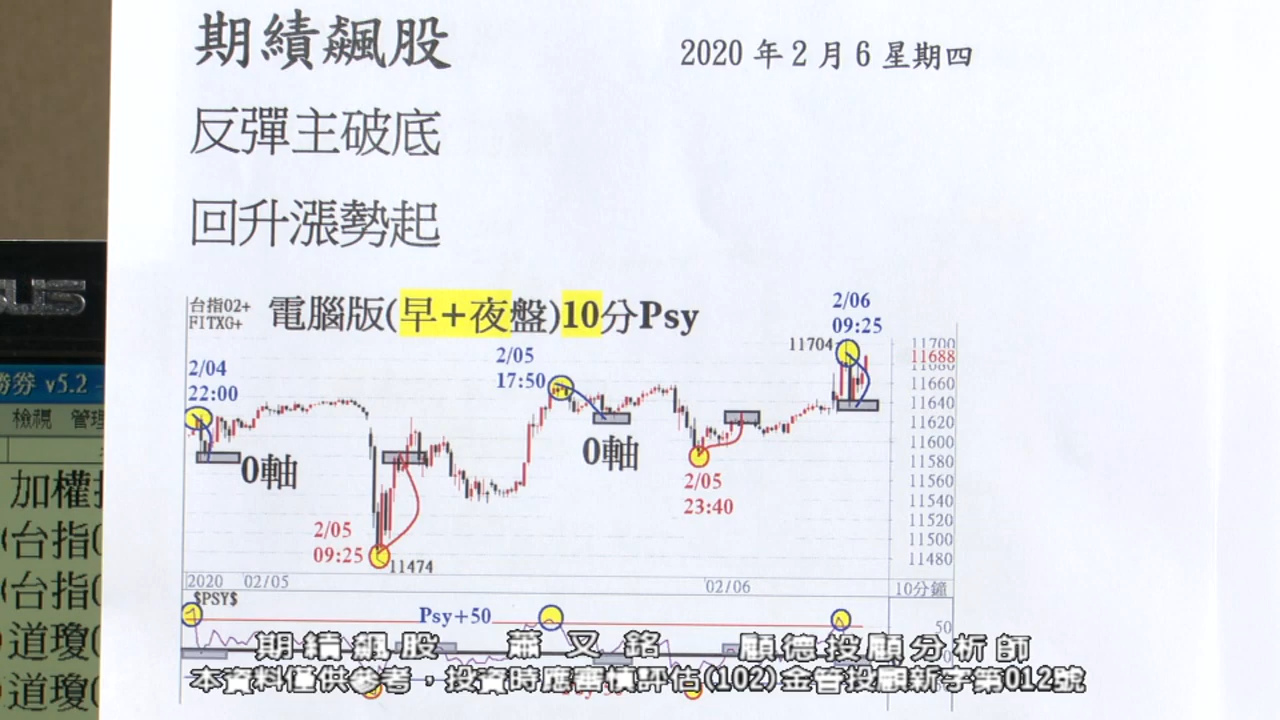 期績飆股
2020 年 2 月 6 星期四
反彈主破底
回升漲勢起
台指02+
FITXG+
電腦版(早+夜盤)10分Psy
2/06
09:25
11704
2/04
22:00
2/05
17:50
0軸
0軸
2/05
09:25
11474
2/05
23:40
11700
11688
11680
11660
11640
11620
11600
11580
11560
11540
11520
11500
11480
2020
02/05
02/06
10分鐘
$PSY$
Psy+50
50
0
v5.2 -
檢視 管理
加權
台指0
台指0
道瓊0
道瓊0
期績飆股 蕭又銘 顧德投顧分析師
本資料僅供參考，投資時應審慎評估(102)金管投顧新字第012號